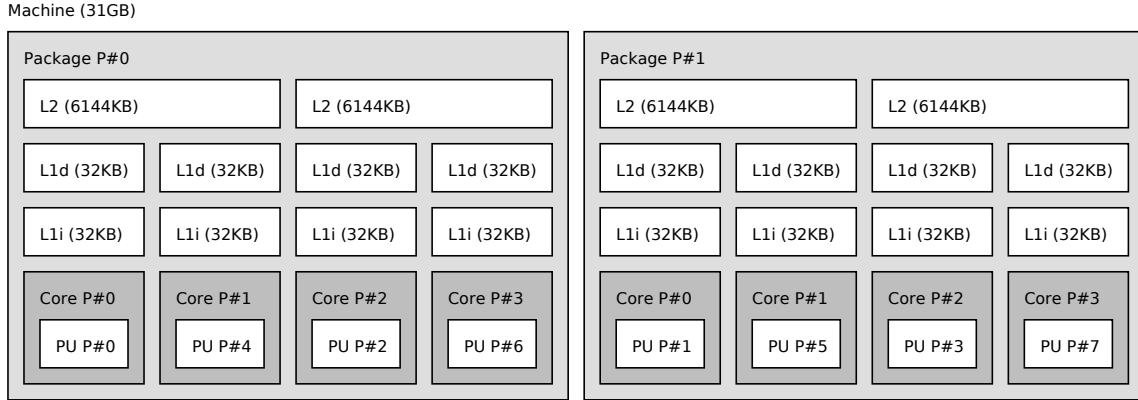 Machine (31GB)
Package P#0
L2 (6144KB) L2 (6144KB)
L1d (32KB) L1d (32KB) L1d (32KB) L1d (32KB)
L1i (32KB) L1i (32KB) L1i (32KB) L1i (32KB)
Core P#0 Core P#1 Core P#2 Core P#3
PU P#0 PU P#4 PU P#2 PU P#6
Package P#1
L2 (6144KB) L2 (6144KB)
L1d (32KB) L1d (32KB) L1d (32KB) L1d (32KB)
L1i (32KB) L1i (32KB) L1i (32KB) L1i (32KB)
Core P#0 Core P#1 Core P#2 Core P#3
PU P#1 PU P#5 PU P#3 PU P#7